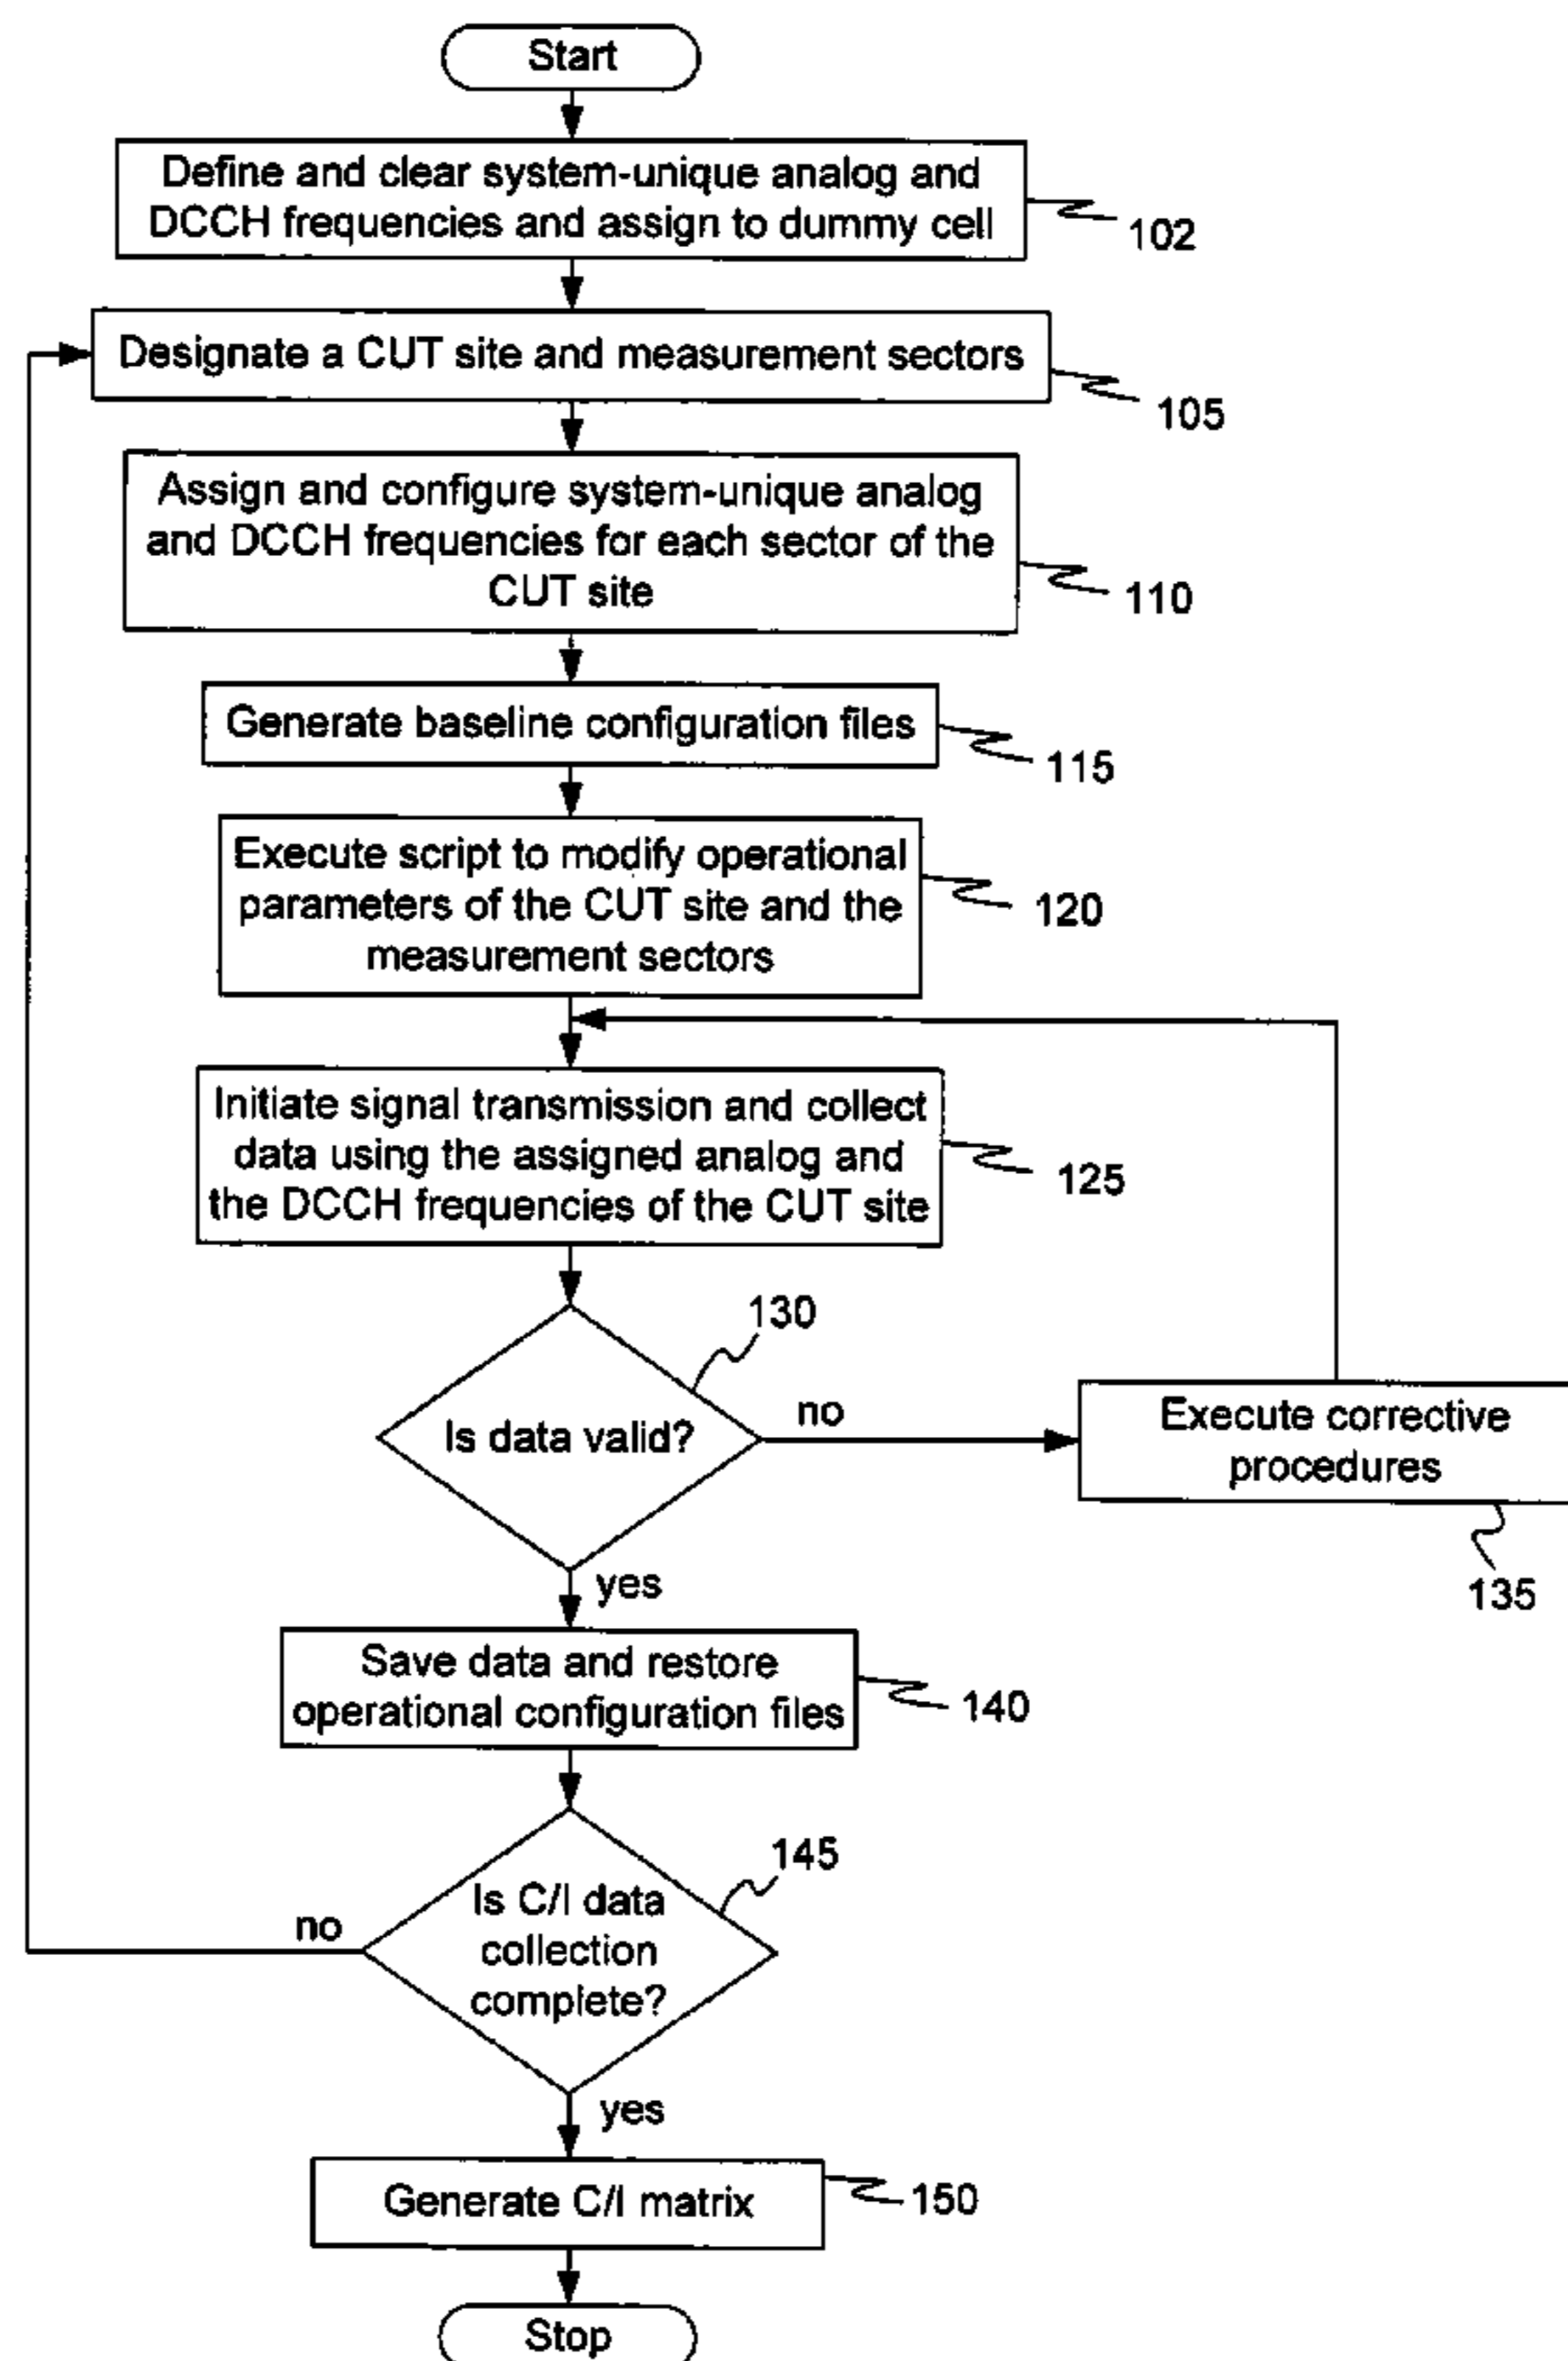 Start
Define and clear system-unique analog and
DCCH frequencies and assign to dummy cell
102
Designate a CUT site and measurement sectors
105
Assign and configure system-unique analog
and DCCH frequencies for each sector of the
CUT site
110
Generate baseline configuration files
115
Execute script to modify operational
parameters of the CUT site and the
measurement sectors
120
Initiate signal transmission and collect
data using the assigned analog and
the DCCH frequencies of the CUT site
125
130
Is data valid?
no
Execute corrective
procedures
135
yes
Save data and restore
operational configuration files
140
145
Is C/I data
collection
complete?
no
yes
Generate C/I matrix
150
Stop